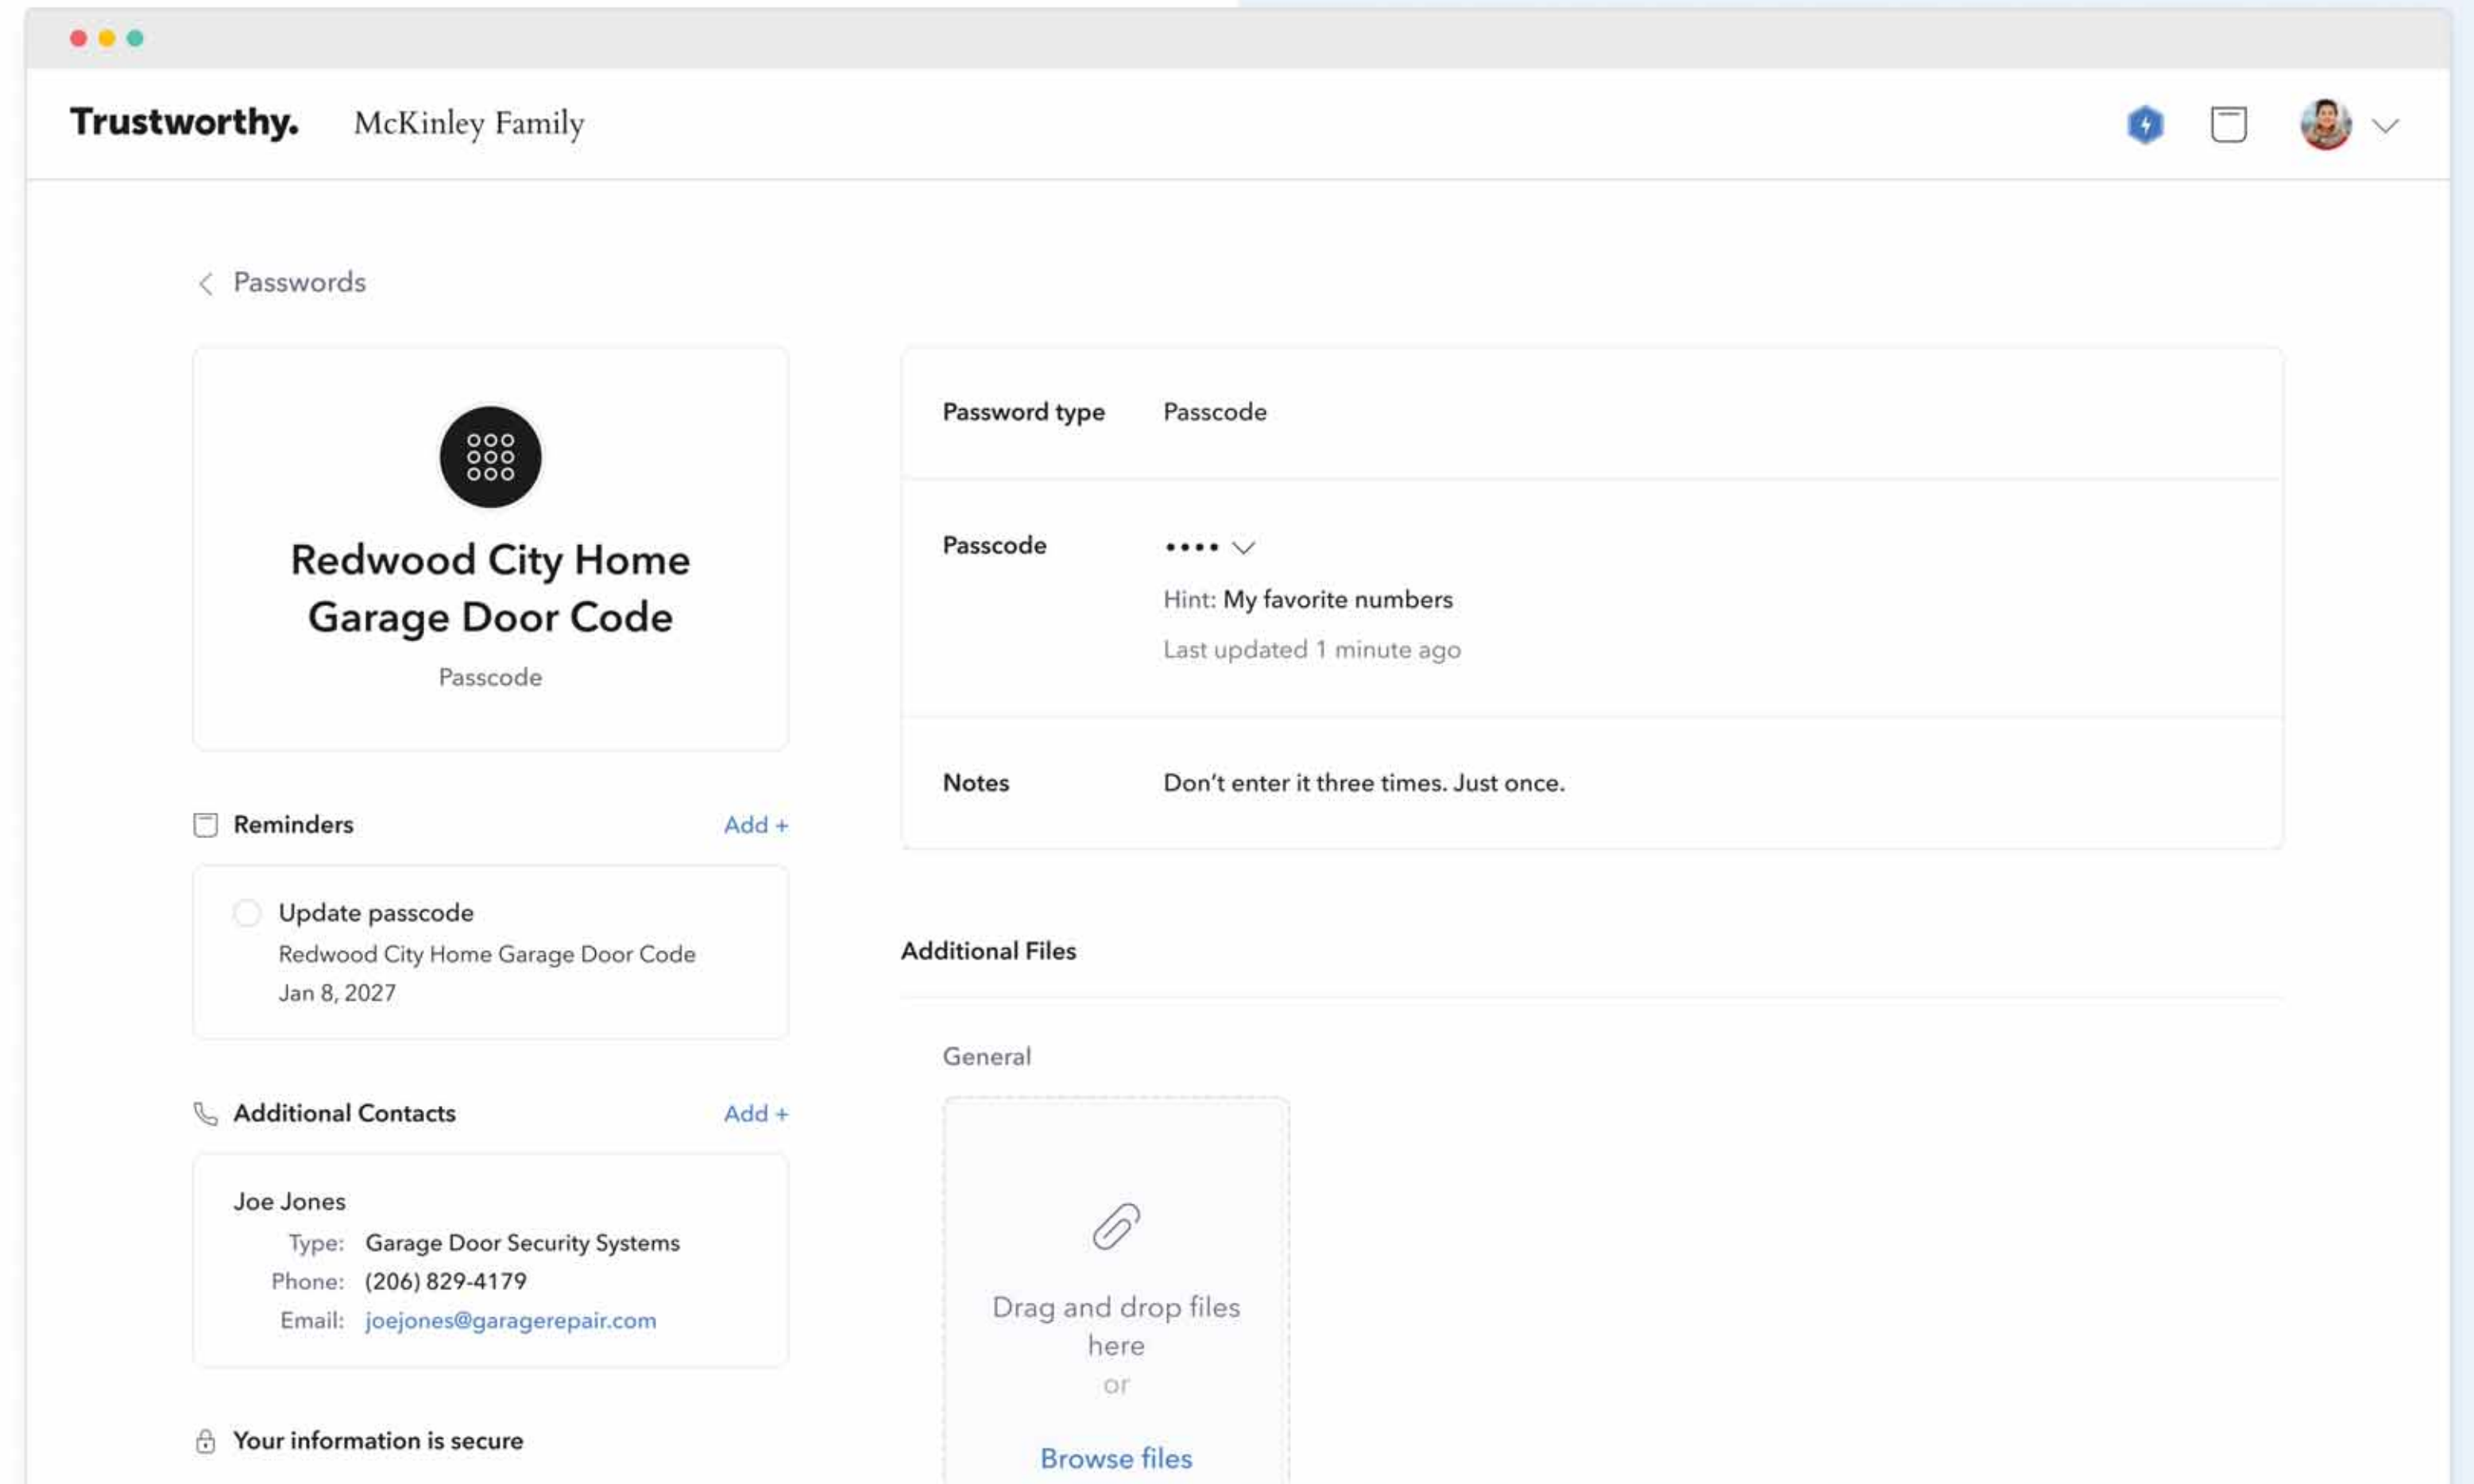 Trustworthy. McKinley Family
Passwords
Redwood City Home
Garage Door Code
Passcode
Reminders Add +
Update passcode
Redwood City Home Garage Door Code
Jan 8, 2027
Additional Contacts Add +
Joe Jones
Type: Garage Door Security Systems
Phone: (206) 829-4179
Email: joejones@garagerepair.com
Your information is secure
Password type Passcode
Passcode ••••
Hint: My favorite numbers
Last updated 1 minute ago
Notes Don't enter it three times. Just once.
Additional Files
General
Drag and drop files
here
or
Browse files